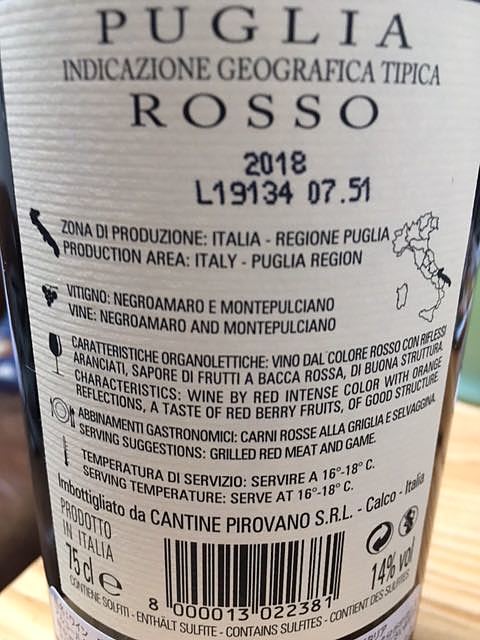 PUGLIA
INDICAZIONE GEOGRAFICA TIPICA
ROSSO
2018
L19134 07.51
ZONA DI PRODUZIONE: ITALIA - REGIONE PUGLIA
PRODUCTION AREA: ITALY - PUGLIA REGION
VITIGNO: NEGROAMARO E MONTEPULCIANO
VINE: NEGROAMARO AND MONTEPULCIANO
CARATTERISTICHE ORGANOLETTICHE: VINO DAL COLORE ROSSO CON RIFLESSI
ARANCIATI, SAPORE DI FRUTTI A BACCA ROSSA, DI BUONA STRUTTURA.
CHARACTERISTICS: WINE BY RED INTENSE COLOR WITH ORANGE
REFLECTIONS, A TASTE OF RED BERRY FRUITS, OF GOOD STRUCTURE.
ABBINAMENTI GASTRONOMICI: CARNI ROSSE ALLA GRIGLIA E SELVAGGINA.
SERVING SUGGESTIONS: GRILLED RED MEAT AND GAME.
TEMPERATURA DI SERVIZIO: SERVIRE A 16°-18° C.
SERVING TEMPERATURE: SERVE AT 16°-18° C.
Imbottigliato da CANTINE PIROVANO S.R.L. - Calco - Italia
PRODOTTO
IN ITALIA
75 cl e
14% vol
8 000013 022381
CONTIENE SOLFITI - ENTHÄLT SULFITE - CONTAINS SULFITES - CONTIENT DES SULFITES